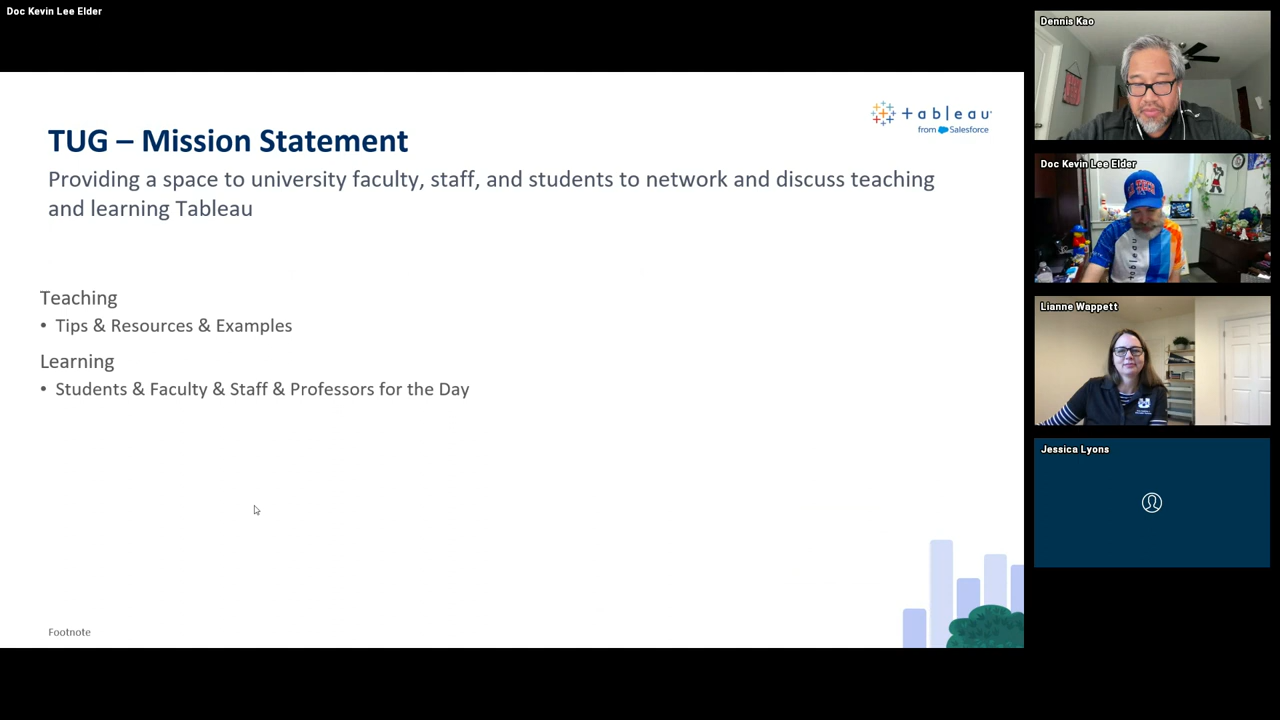 Doc Kevin Lee Elder
TUG – Mission Statement
+ a b l e a u
from Salesforce
Providing a space to university faculty, staff, and students to network and discuss teaching
and learning Tableau
Teaching
• Tips & Resources & Examples
Learning
• Students & Faculty & Staff & Professors for the Day
Footnote
Dennis Kao
Doc Kevin Lee Elder
tableau
Lianne Wappett
Jessica Lyons